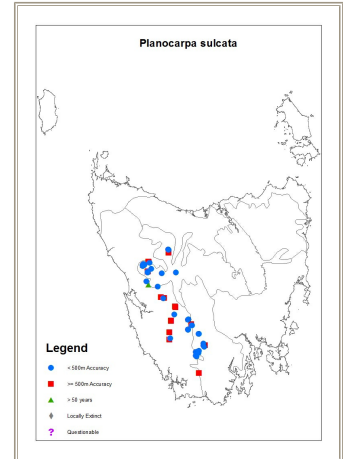 Planocarpa sulcata
Legend
< 500m Accuracy
>= 500m Accuracy
> 50 years
Locally Extinct
? Questionable